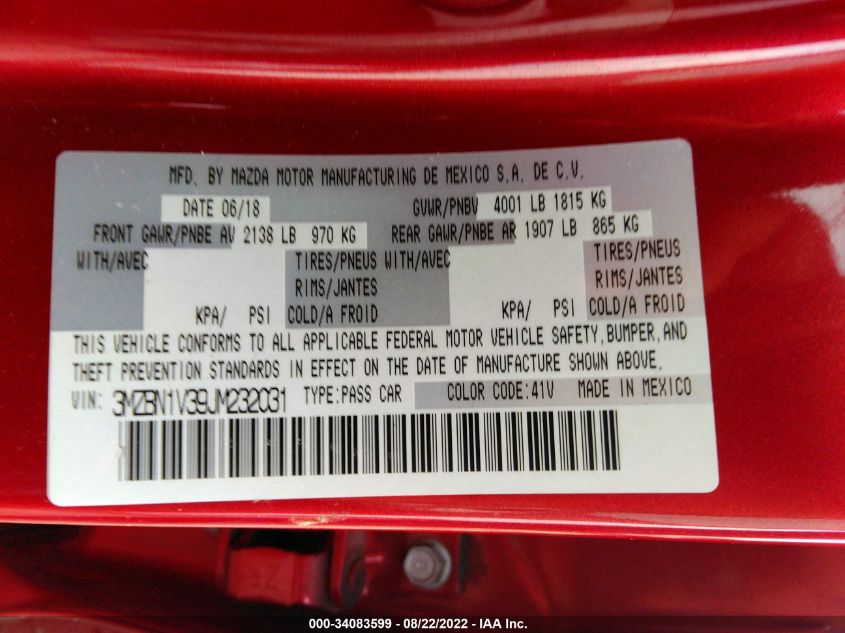 MFD. BY MAZDA MOTOR MANUFACTURING DE MEXICO S.A. DE C.V.
DATE 06/18 GVWR/PNBV 4001 LB 1815 KG
FRONT GAWR/PNBE AV 2138 LB 970 KG REAR GAWR/PNBE AR 1907 LB 865 KG
WITH/AVEC TIRES/PNEUS WITH/AVEC TIRES/PNEUS
RIMS/JANTES RIMS/JANTES
KPA/ PSI COLD/A FROID KPA/ PSI COLD/A FROID
THIS VEHICLE CONFORMS TO ALL APPLICABLE FEDERAL MOTOR VEHICLE SAFETY, BUMPER, AND
THEFT PREVENTION STANDARDS IN EFFECT ON THE DATE OF MANUFACTURE SHOWN ABOVE.
VIN: 3MZBN1V39JM232031 TYPE:PASS CAR COLOR CODE:41V MADE IN MEXICO
000-34083599 - 08/22/2022 - IAA Inc.